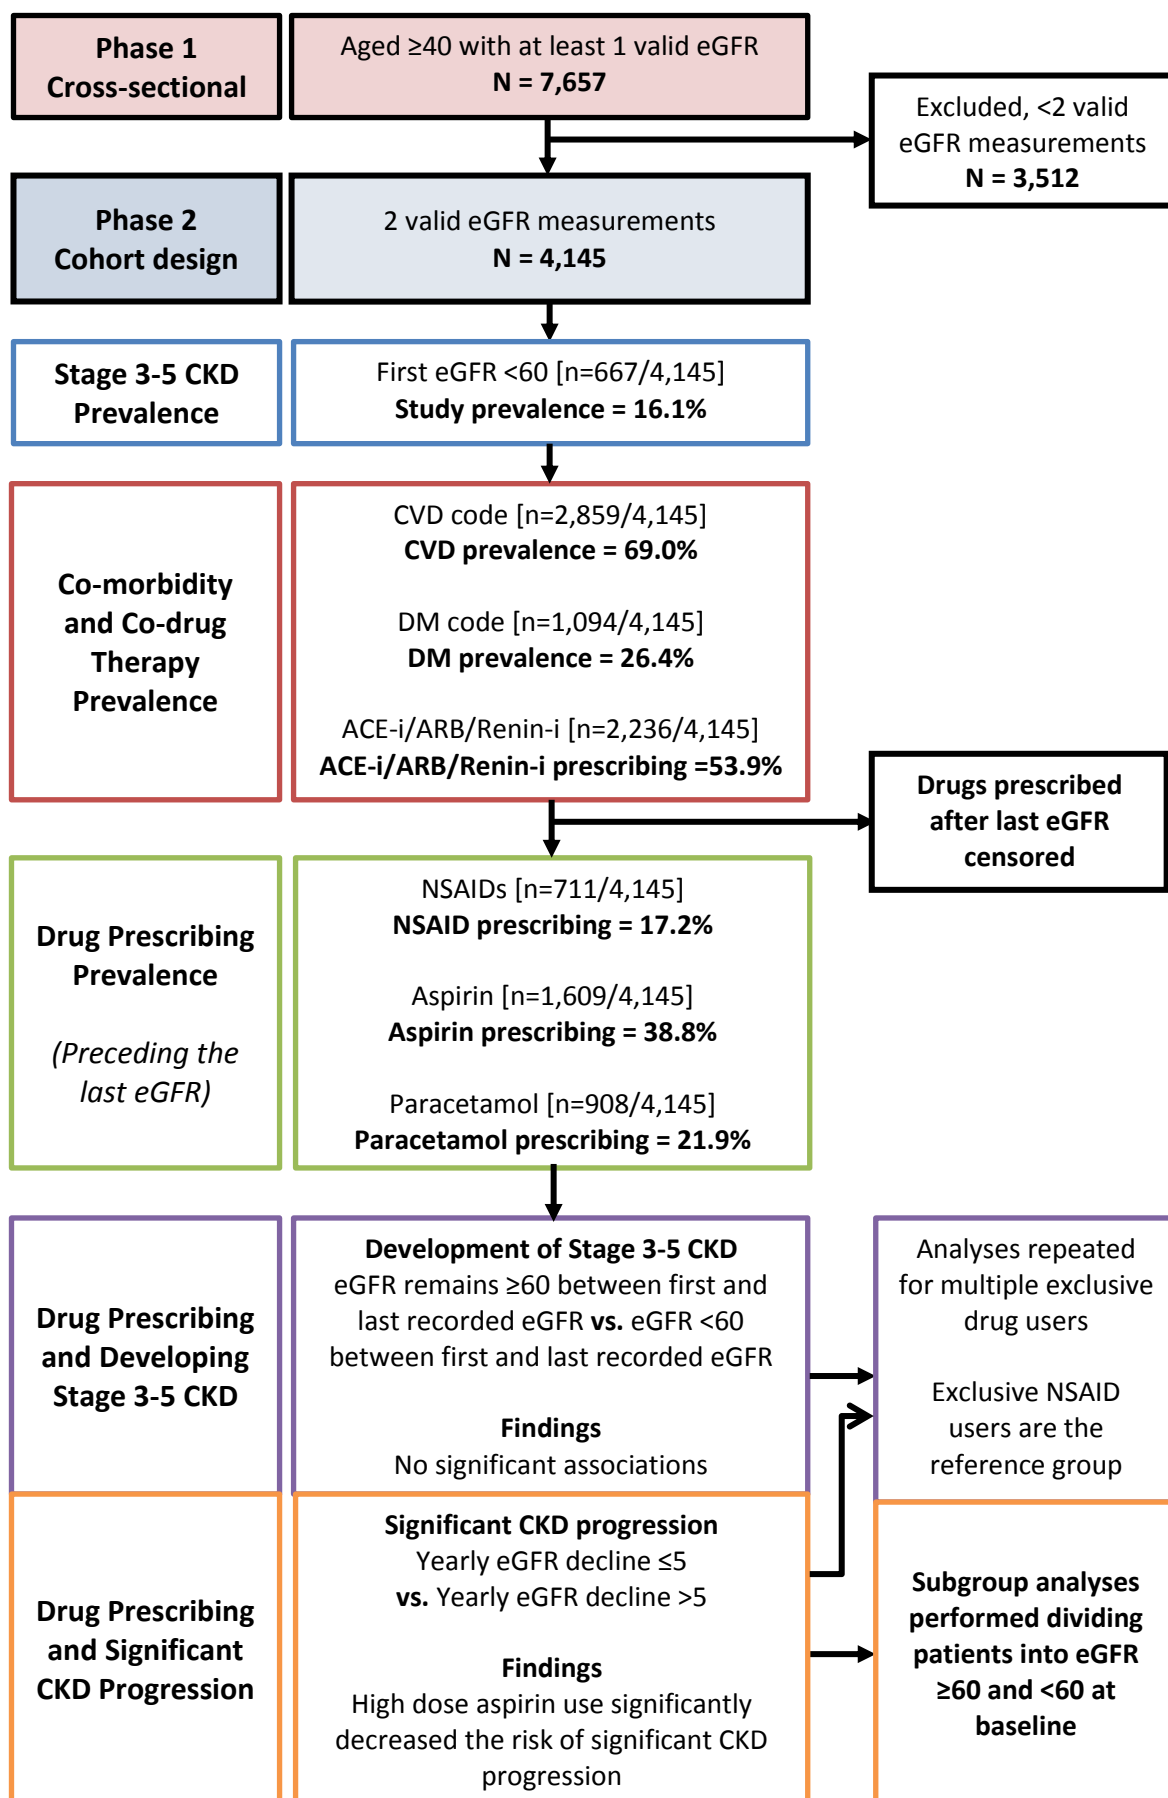 Phase 1
Cross-sectional
Aged ≥40 with at least 1 valid eGFR
N = 7,657
Excluded, <2 valid
eGFR measurements
N = 3,512
Phase 2
Cohort design
2 valid eGFR measurements
N = 4,145
Stage 3-5 CKD
Prevalence
First eGFR <60 [n=667/4,145]
Study prevalence = 16.1%
Co-morbidity
and Co-drug
Therapy
Prevalence
CVD code [n=2,859/4,145]
CVD prevalence = 69.0%
DM code [n=1,094/4,145]
DM prevalence = 26.4%
ACE-i/ARB/Renin-i [n=2,236/4,145]
ACE-i/ARB/Renin-i prescribing =53.9%
Drugs prescribed
after last eGFR
censored
Drug Prescribing
Prevalence
(Preceding the
last eGFR)
NSAIDs [n=711/4,145]
NSAID prescribing = 17.2%
Aspirin [n=1,609/4,145]
Aspirin prescribing = 38.8%
Paracetamol [n=908/4,145]
Paracetamol prescribing = 21.9%
Drug Prescribing
and Developing
Stage 3-5 CKD
Development of Stage 3-5 CKD
eGFR remains ≥60 between first and
last recorded eGFR vs. eGFR <60
between first and last recorded eGFR
Findings
No significant associations
Analyses repeated
for multiple exclusive
drug users
Exclusive NSAID
users are the
reference group
Drug Prescribing
and Significant
CKD Progression
Significant CKD progression
Yearly eGFR decline ≤5
vs. Yearly eGFR decline >5
Findings
High dose aspirin use significantly
decreased the risk of significant CKD
progression
Subgroup analyses
performed dividing
patients into eGFR
≥60 and <60 at
baseline